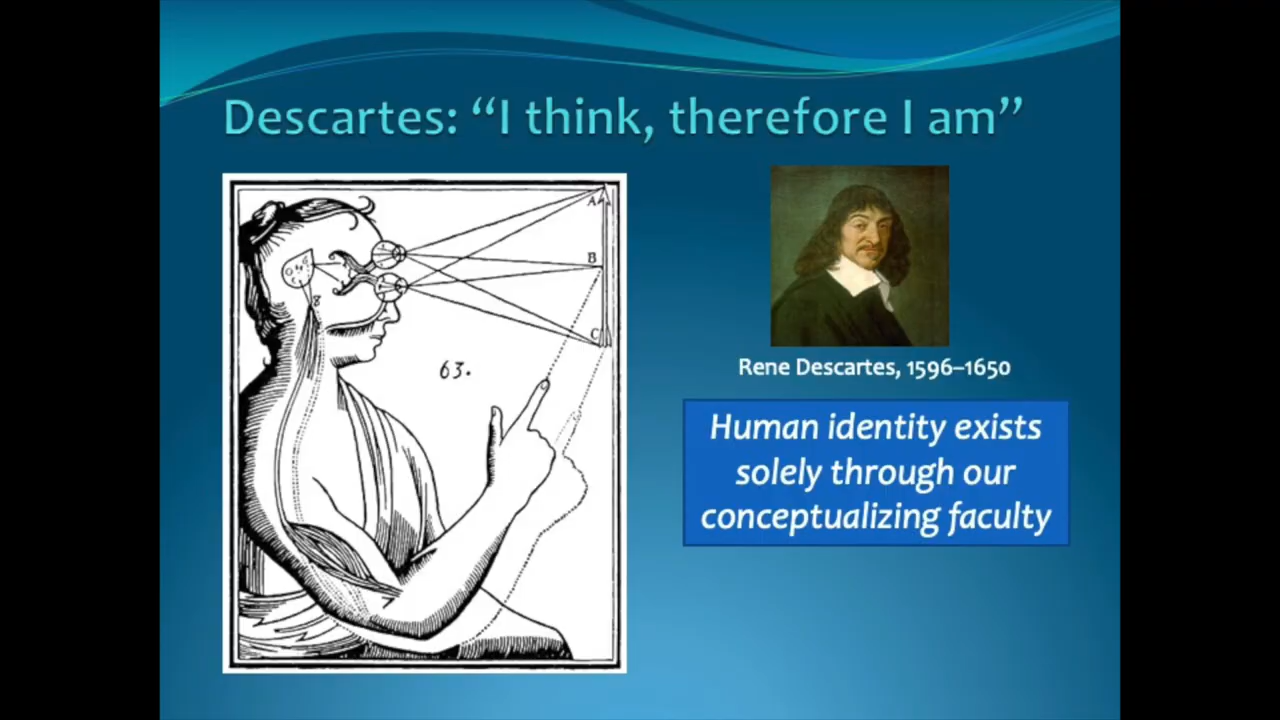 Descartes: “I think, therefore I am”
A
B
C
63.
Rene Descartes, 1596–1650
Human identity exists
solely through our
conceptualizing faculty